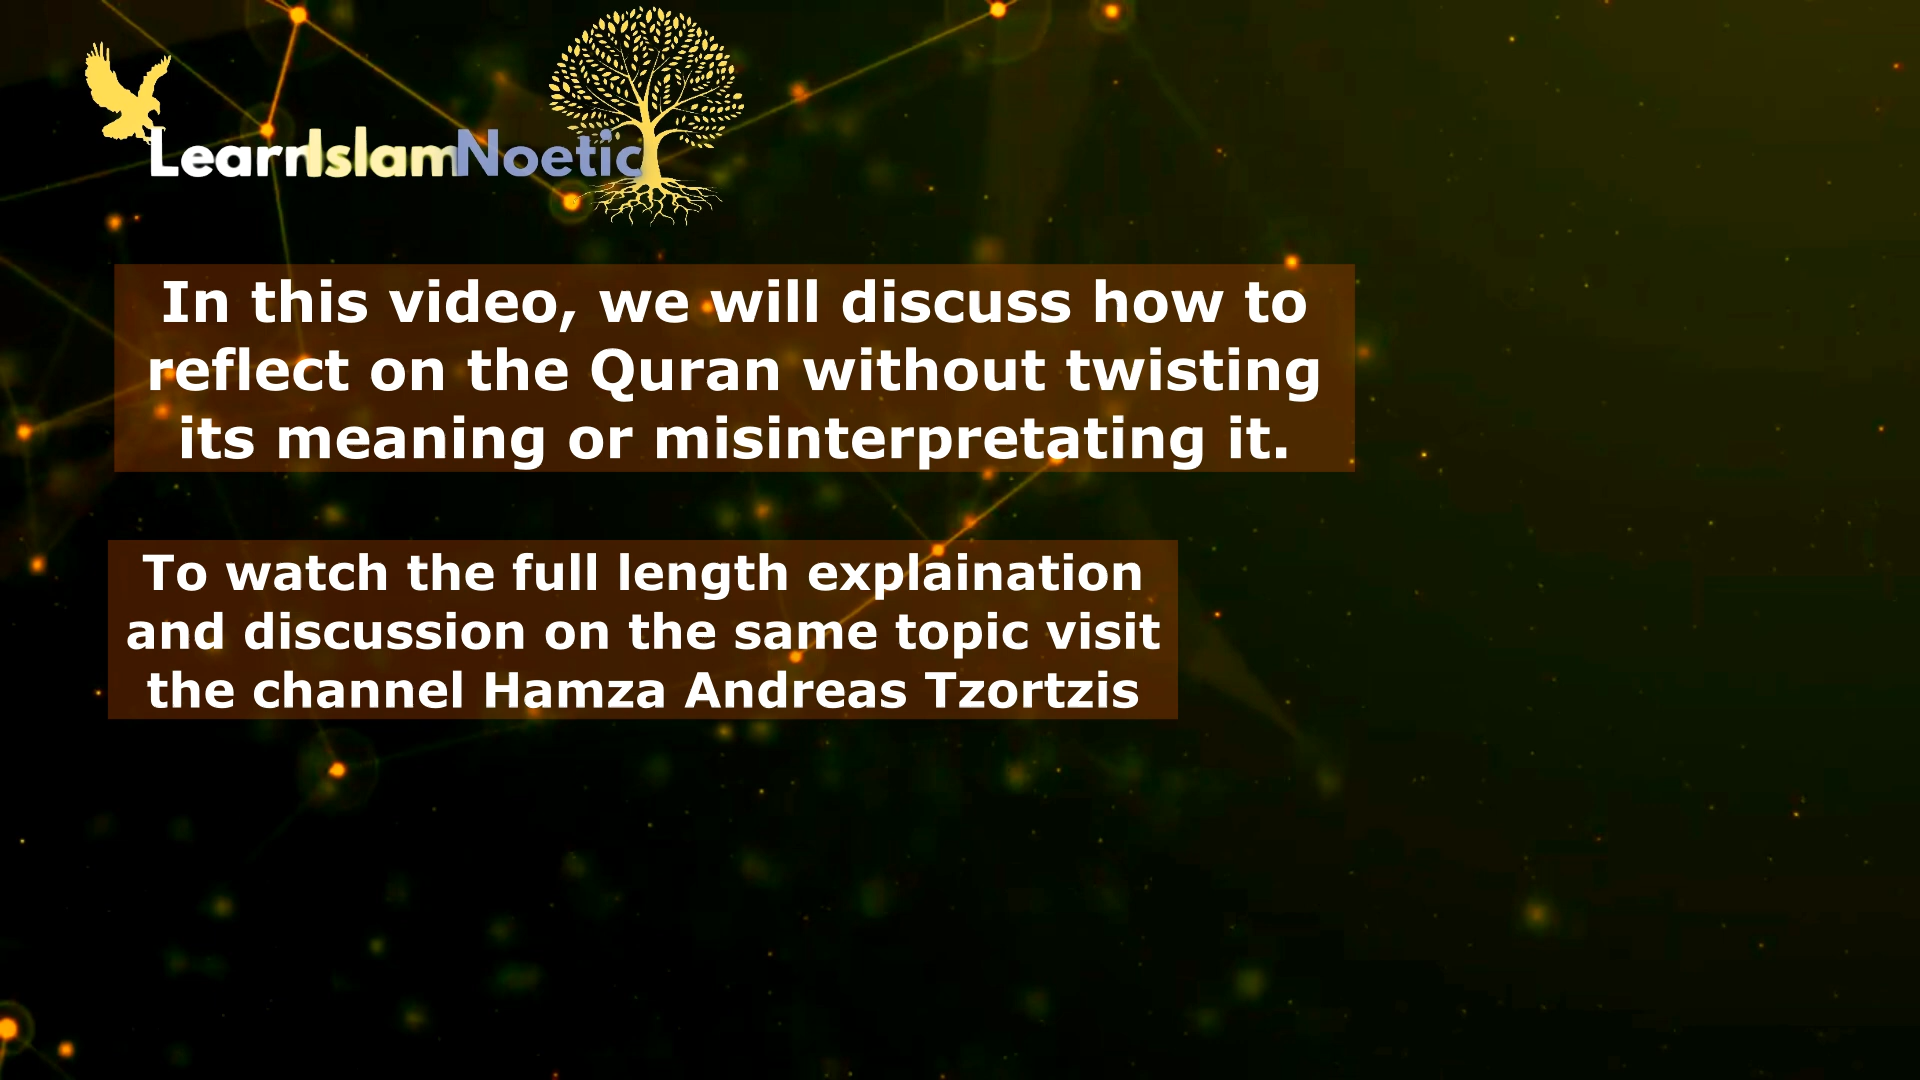 LearnIslamNoetic
In this video, we will discuss how to
reflect on the Quran without twisting
its meaning or misinterpretating it.
To watch the full length explaination
and discussion on the same topic visit
the channel Hamza Andreas Tzortzis